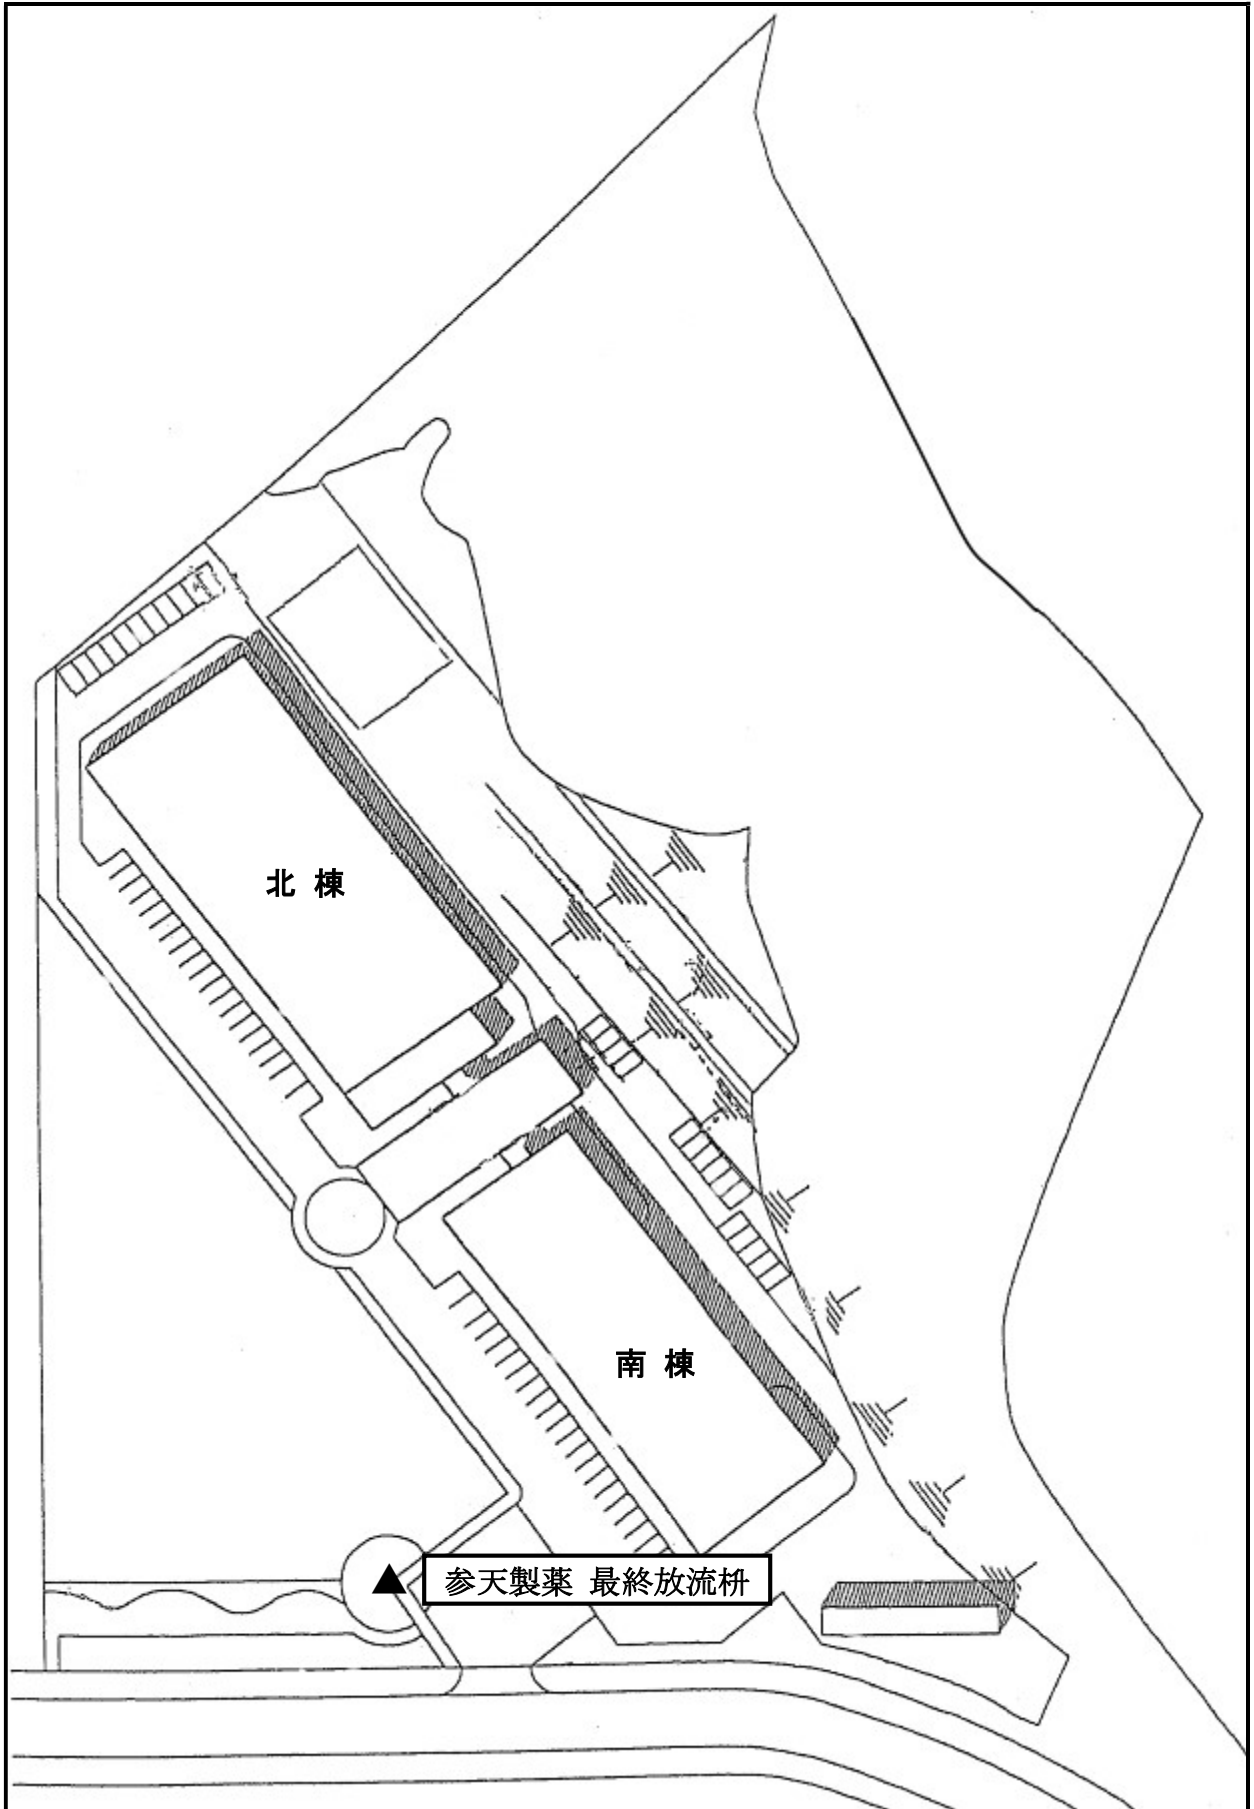 北 棟
南 棟
参天製薬 最終放流枡